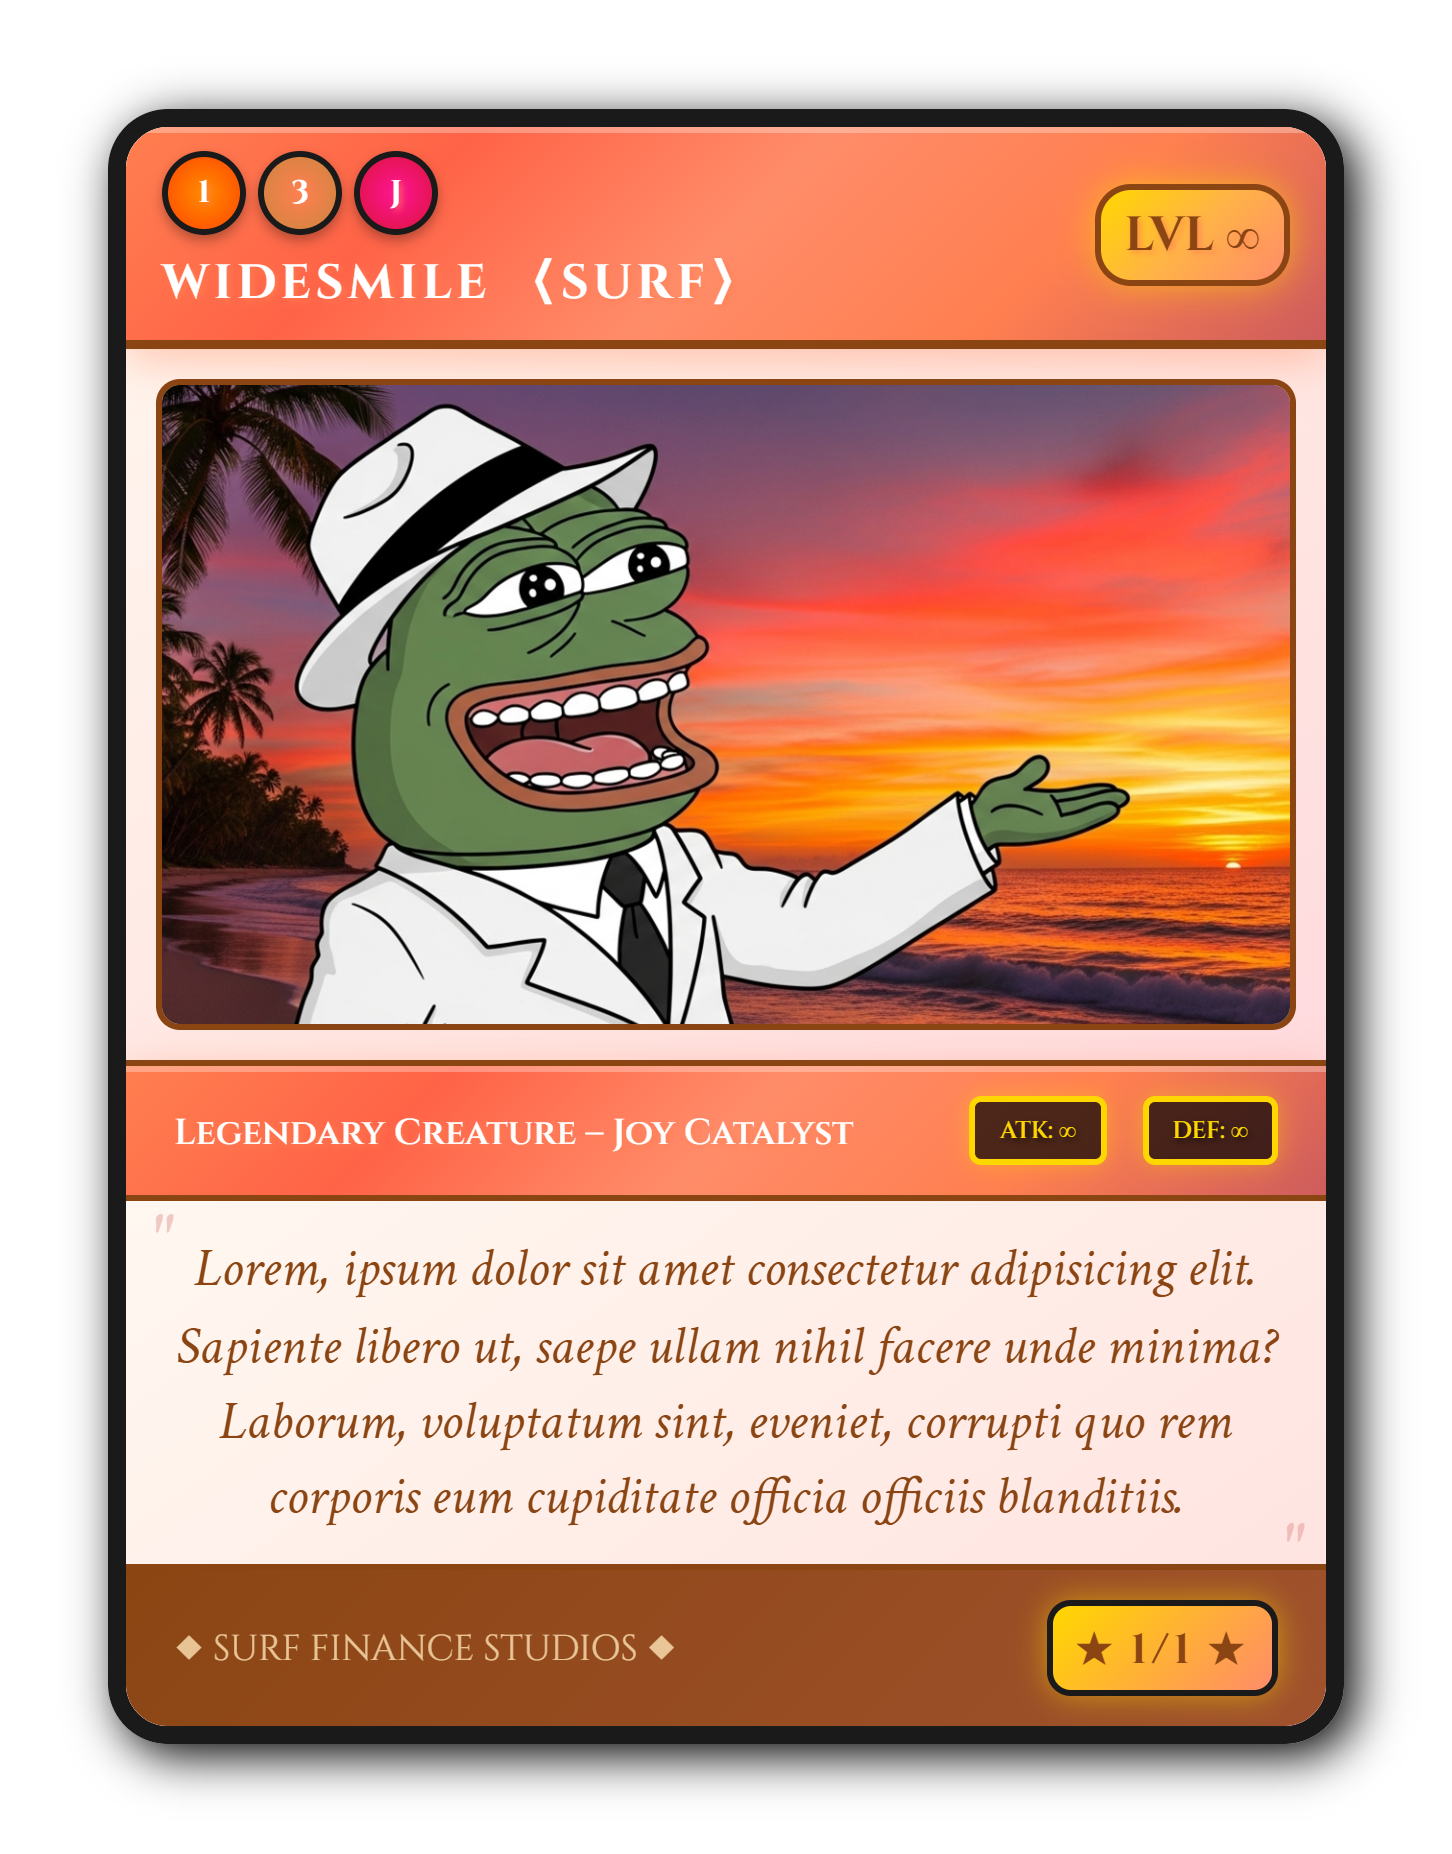 1 3 J
WIDESMILE ⟨SURF⟩
LVL ∞
Legendary Creature – Joy Catalyst
ATK: ∞
DEF: ∞
"
Lorem, ipsum dolor sit amet consectetur adipisicing elit.
Sapiente libero ut, saepe ullam nihil facere unde minima?
Laborum, voluptatum sint, eveniet, corrupti quo rem
corporis eum cupiditate officia officiis blanditiis.
"
◆ SURF FINANCE STUDIOS ◆
★ 1/1 ★